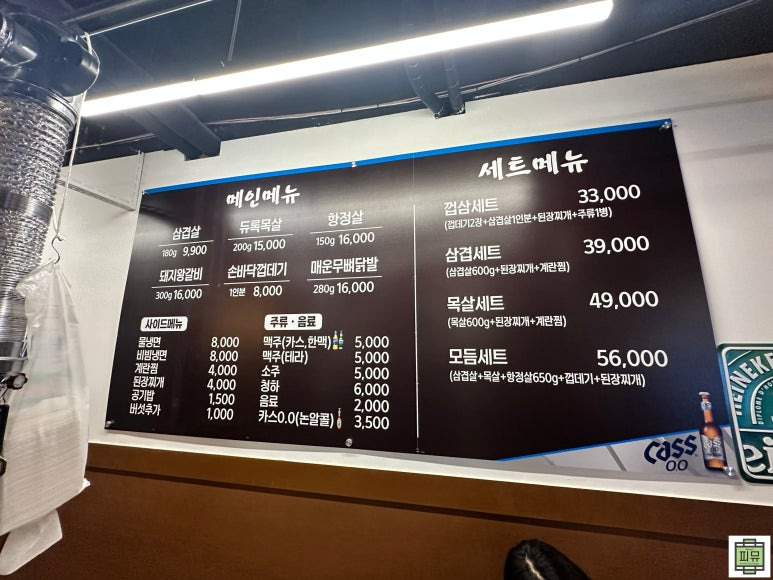 메인메뉴
삼겹살
180g 9,900
듀록목살
200g 15,000
항정살
150g 16,000
돼지왕갈비
300g 16,000
손바닥껍데기
1인분 8,000
매운무뼈닭발
280g 16,000
사이드메뉴
물냉면 8,000
비빔냉면 8,000
계란찜 4,000
된장찌개 4,000
공기밥 1,500
버섯추가 1,000
주류·음료
맥주(카스,한맥) 5,000
맥주(테라) 5,000
소주 5,000
청하 6,000
음료 2,000
카스0.0(논알콜) 3,500
세트메뉴
껍삼세트 33,000
(껍데기2장+삼겹살1인분+된장찌개+주류1병)
삼겹세트 39,000
(삼겹살600g+된장찌개+계란찜)
목살세트 49,000
(목살600g+된장찌개+계란찜)
모듬세트 56,000
(삼겹살+목살+항정살650g+껍데기+된장찌개)
Cass
0.0
HEINEKE
피뮤